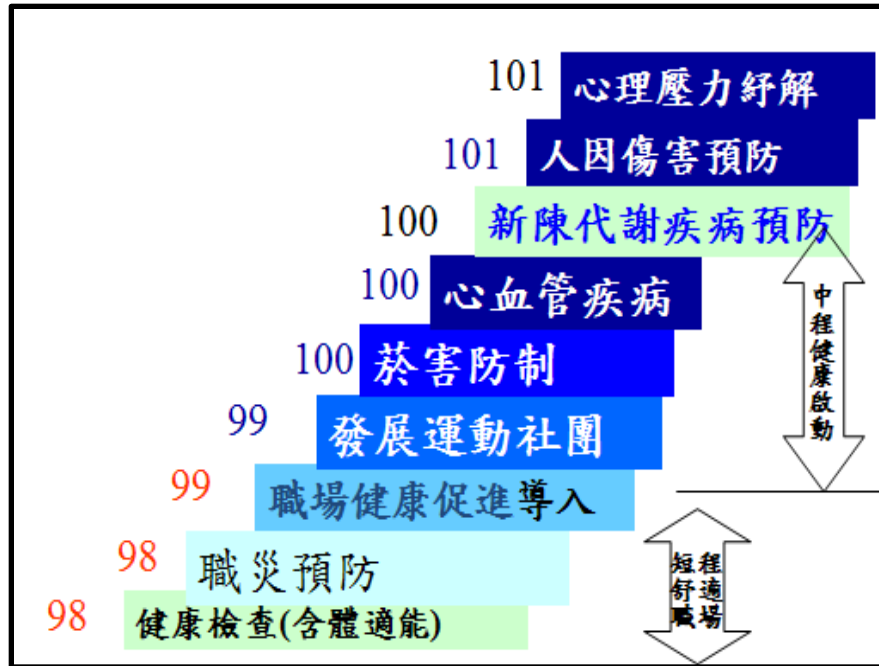 101 心理壓力紓解
101 人因傷害預防
100 新陳代謝疾病預防
100 心血管疾病
100 菸害防制
99 發展運動社團
99 職場健康促進導入
98 職災預防
98 健康檢查(含體適能)
中程健康啟動
短程
舒適
職場